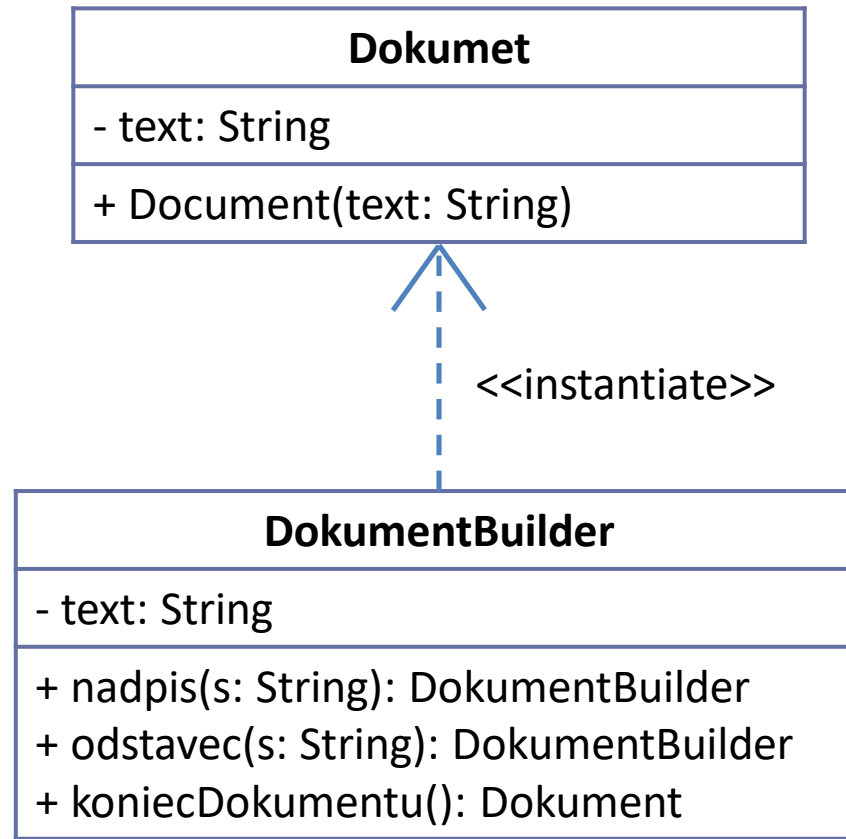 Dokumet
- text: String
+ Document(text: String)
<<instantiate>>
DokumentBuilder
- text: String
+ nadpis(s: String): DokumentBuilder
+ odstavec(s: String): DokumentBuilder
+ koniecDokumentu(): Dokument